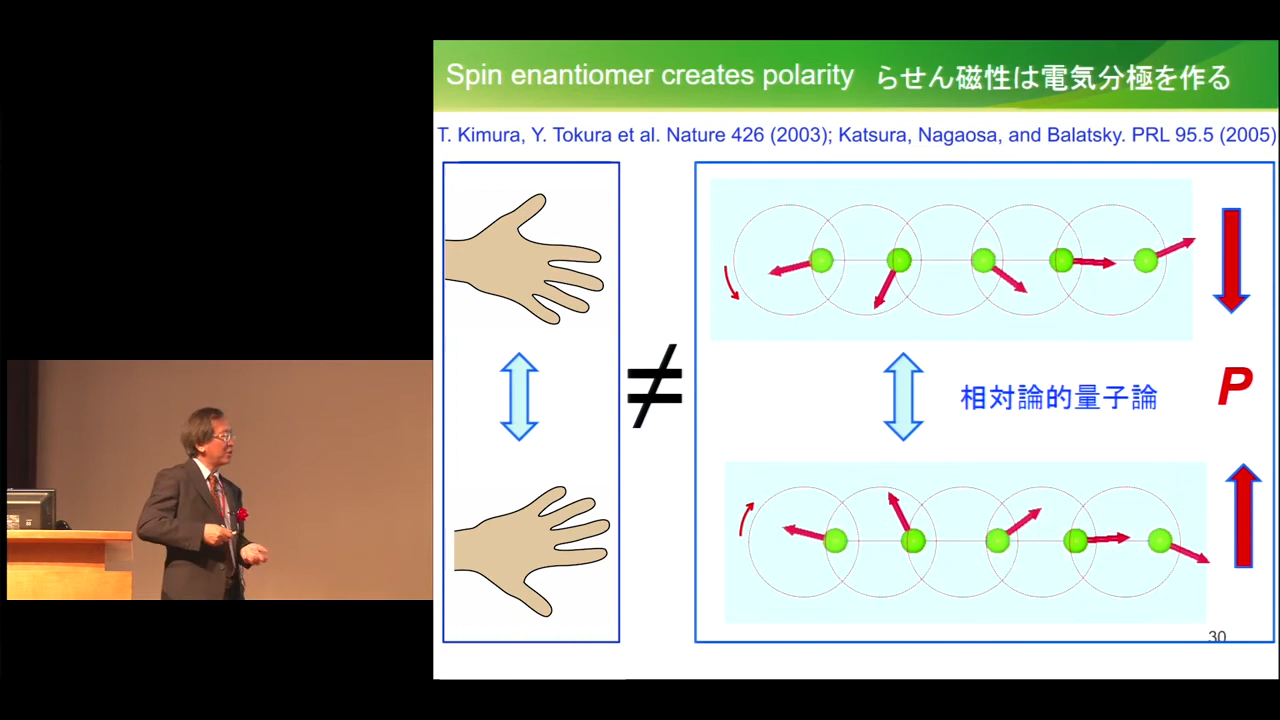 Spin enantiomer creates polarity らせん磁性は電気分極を作る
T. Kimura, Y. Tokura et al. Nature 426 (2003); Katsura, Nagaosa, and Balatsky. PRL 95.5 (2005)
≠
相対論的量子論
P
30